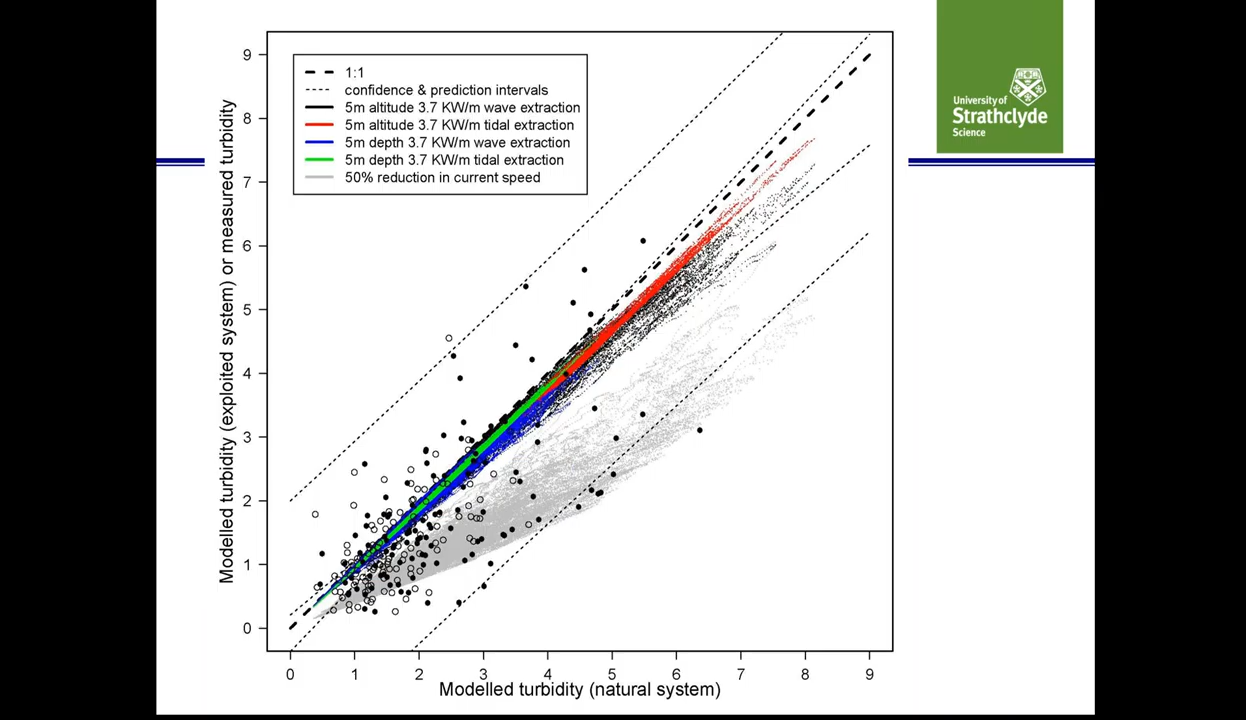 University of
Strathclyde
Science
1:1
confidence & prediction intervals
5m altitude 3.7 KW/m wave extraction
5m altitude 3.7 KW/m tidal extraction
5m depth 3.7 KW/m wave extraction
5m depth 3.7 KW/m tidal extraction
50% reduction in current speed
Modelled turbidity (exploited system) or measured turbidity
9
8
7
6
5
4
3
2
1
0
0 1 2 3 4 5 6 7 8 9
Modelled turbidity (natural system)